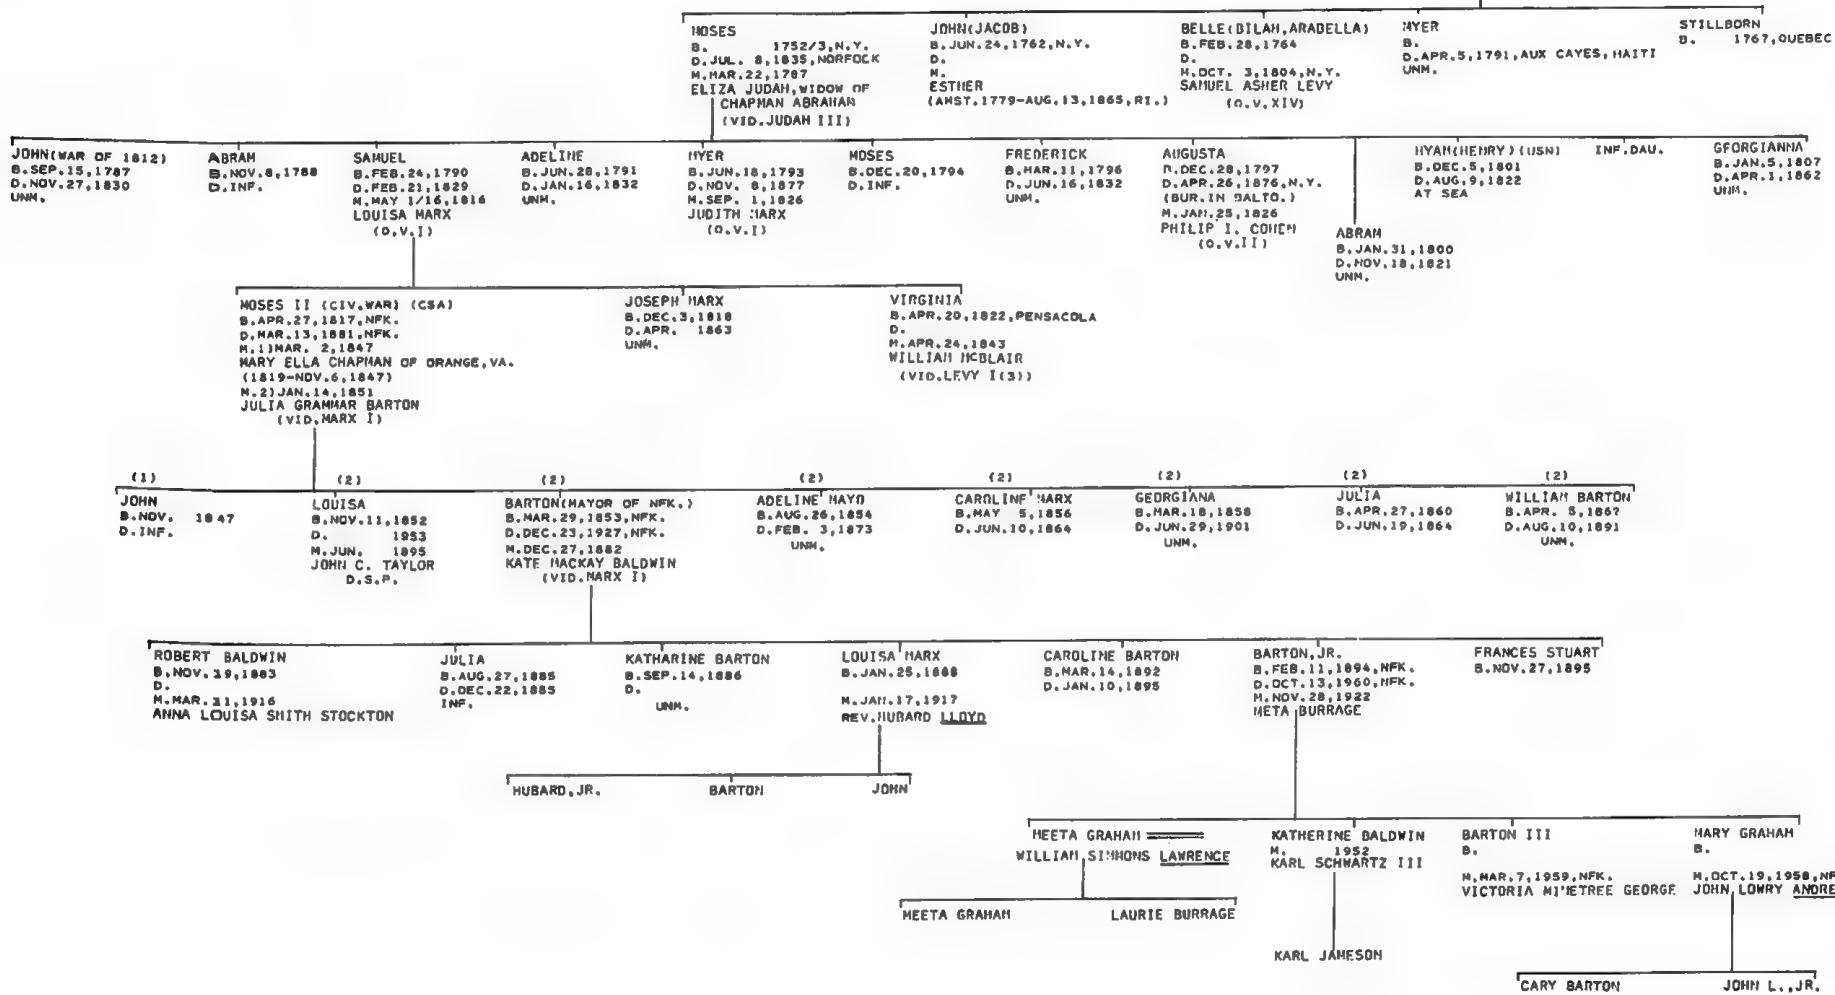 MOSES
B. 1752/3,N.Y.
D.JUL. 8,1835,NORFOCK
M.MAR.22,1787
ELIZA JUDAH,WIDOW OF
CHAPMAN ABRAHAM
(VID.JUDAH III)
JOHN(JACOB)
B.JUN.24,1762,N.Y.
D.
M.
ESTHER
(AMST.1779-AUG.13,1865,RI.)
BELLE(BILAH,ARABELLA)
B.FEB.28,1764
D.
M.OCT. 3,1804,N.Y.
SAMUEL ASHER LEVY
(Q.V.XIV)
MYER
B.
D.APR.5,1791,AUX CAYES,HAITI
UNM.
STILLBORN
B. 1767,QUEBEC
JOHN(WAR OF 1812)
B.SEP.15,1787
D.NOV.27,1830
UNM.
ABRAM
B.NOV.8,1788
D.INF.
SAMUEL
B.FEB.24,1790
D.FEB.21,1829
M.MAY 1/16,1816
LOUISA MARX
(Q.V.I)
ADELINE
B.JUN.28,1791
D.JAN.16,1832
UNM.
MYER
B.JUN.18,1793
D.NOV. 8,1877
M.SEP. 1,1826
JUDITH MARX
(Q.V.I)
MOSES
B.DEC.20,1794
D.INF.
FREDERICK
B.MAR.11,1796
D.JUN.16,1832
UNM.
AUGUSTA
B.DEC.28,1797
D.APR.26,1876,N.Y.
(BUR.IN BALTO.)
M.JAN.25,1826
PHILIP I. COHEN
(Q.V.II)
ABRAM
B.JAN.31,1800
D.NOV.18,1821
UNM.
HYAM(HENRY)(USN)
B.DEC.5,1801
D.AUG.9,1822
AT SEA
INF.DAU.
GEORGIANNA
B.JAN.5,1807
D.APR.1,1862
UNM.
MOSES II (CIV.WAR) (CSA)
B.APR.27,1817,NFK.
D.MAR.13,1881,NFK.
M.1)MAR. 2,1847
MARY ELLA CHAPMAN OF ORANGE,VA.
(1819-NOV.6,1847)
M.2)JAN.14,1851
JULIA GRAMMAR BARTON
(VID.MARX I)
JOSEPH MARX
B.DEC.3,1818
D.APR. 1863
UNM.
VIRGINIA
B.APR.20,1822,PENSACOLA
D.
M.APR.24,1843
WILLIAM MCBLAIR
(VID.LEVY I(3))
(1)
JOHN
B.NOV. 1847
D.INF.
(2)
LOUISA
B.NOV.11,1852
D. 1953
M.JUN. 1895
JOHN C. TAYLOR
D.S.P.
(2)
BARTON(MAYOR OF NFK.)
B.MAR.29,1853,NFK.
D.DEC.23,1927,NFK.
M.DEC.27,1882
KATE MACKAY BALDWIN
(VID.MARX I)
(2)
ADELINE MAYO
B.AUG.26,1854
D.FEB. 3,1873
UNM.
(2)
CAROLINE MARX
B.MAY 5,1856
D.JUN.10,1864
(2)
GEORGIANA
B.MAR.18,1858
D.JUN.29,1901
UNM.
(2)
JULIA
B.APR.27,1860
D.JUN.19,1864
(2)
WILLIAM BARTON
B.APR. 5,1867
D.AUG.10,1891
UNM.
ROBERT BALDWIN
B.NOV.19,1883
D.
M.MAR.21,1916
ANNA LOUISA SMITH STOCKTON
JULIA
B.AUG.27,1885
D.DEC.22,1885
INF.
KATHARINE BARTON
B.SEP.14,1886
D.
UNM.
LOUISA MARX
B.JAN.25,1888
M.JAN.17,1917
REV.HUBARD LLOYD
CAROLINE BARTON
B.MAR.14,1892
D.JAN.10,1895
BARTON,JR.
B.FEB.11,1894,NFK.
D.OCT.13,1960,NFK.
M.NOV.28,1922
META BURRAGE
FRANCES STUART
B.NOV.27,1895
HUBARD,JR.
BARTON
JOHN
MEETA GRAHAM
WILLIAM SIMMONS LAWRENCE
KATHERINE BALDWIN
M. 1952
KARL SCHWARTZ III
BARTON III
B.
M.MAR.7,1959,NFK.
VICTORIA MIMETREE GEORGE
MARY GRAHAM
B.
M.OCT.19,1958,NF
JOHN LOWRY ANDRE
MEETA GRAHAM
LAURIE BURRAGE
KARL JAMESON
CARY BARTON
JOHN L.,JR.